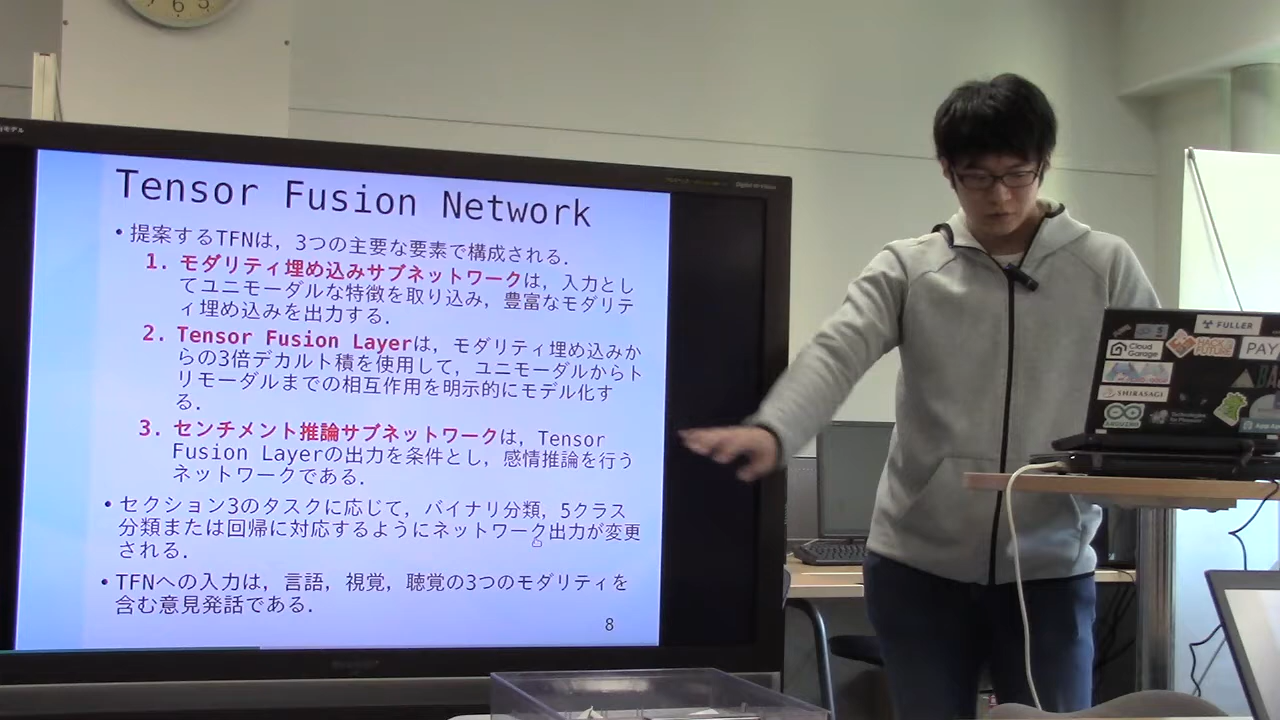 Tensor Fusion Network
• 提案するTFNは，3つの主要な要素で構成される．
1. モダリティ埋め込みサブネットワークは，入力とし
てユニモーダルな特徴を取り込み，豊富なモダリテ
ィ埋め込みを出力する．
2. Tensor Fusion Layerは，モダリティ埋め込みか
らの3倍デカルト積を使用して，ユニモーダルからト
リモーダルまでの相互作用を明示的にモデル化す
る．
3. センチメント推論サブネットワークは，Tensor
Fusion Layerの出力を条件とし，感情推論を行う
ネットワークである．
• セクション3のタスクに応じて，バイナリ分類，5クラス
分類または回帰に対応するようにネットワーク出力が変更
される．
• TFNへの入力は，言語，視覚，聴覚の3つのモダリティを
含む意見発話である．
8
FULLER
Cloud
Garage
HACK
FUTURE
PAY
SHIRASAGI
ARDUINO